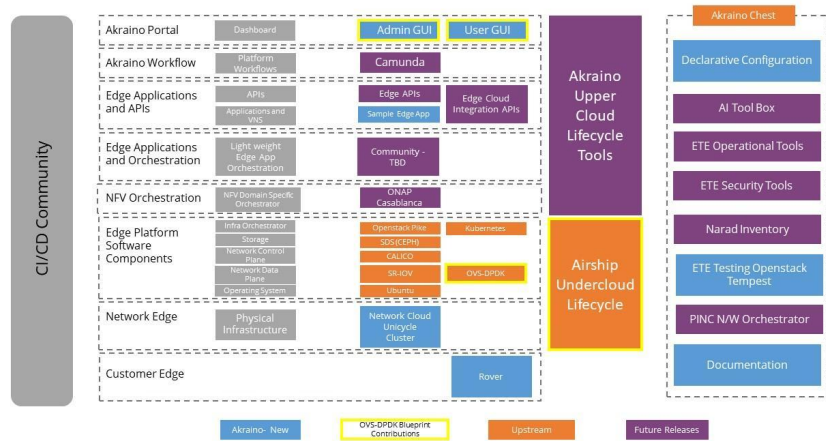 CI/CD Community
Akraino Portal
Dashboard
Admin GUI
User GUI
Akraino Workflow
Platform
Workflows
Camunda
Edge Applications
and APIs
APIs
Applications and
VNS
Edge APIs
Sample Edge App
Edge Cloud
Integration APIs
Edge Applications
and Orchestration
Light weight
Edge App
Orchestration
Community -
TBD
NFV Orchestration
NFV Domain Specific
Orchestrator
ONAP
Casablanca
Edge Platform
Software
Components
Infra Orchestrator
Storage
Network Control
Plane
Network Data
Plane
Operating System
Openstack Pike
SDS (CEPH)
CALICO
SR-IOV
Ubuntu
Kubernetes
OVS-DPDK
Network Edge
Physical
Infrastructure
Network Cloud
Unicycle
Cluster
Customer Edge
Rover
Akraino
Upper
Cloud
Lifecycle
Tools
Airship
Undercloud
Lifecycle
Akraino Chest
Declarative Configuration
AI Tool Box
ETE Operational Tools
ETE Security Tools
Narad Inventory
ETE Testing Openstack
Tempest
PINC N/W Orchestrator
Documentation
Akraino- New
OVS-DPDK Blueprint
Contributions
Upstream
Future Releases